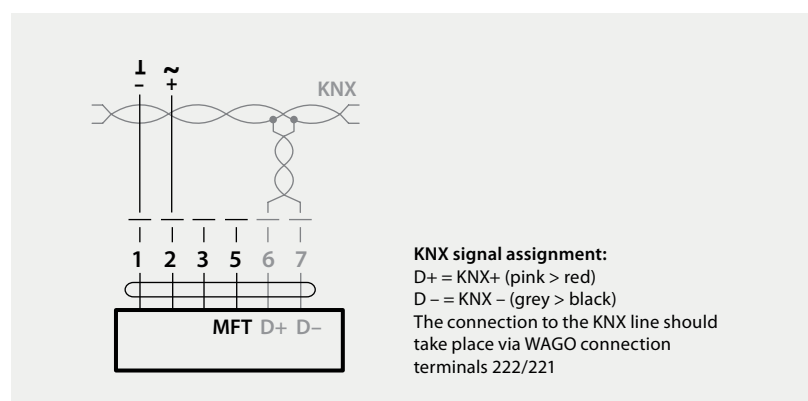 ⊥ ~
– +
KNX
1 2 3 5 6 7
MFT D+ D–
KNX signal assignment:
D+ = KNX+ (pink > red)
D – = KNX – (grey > black)
The connection to the KNX line should
take place via WAGO connection
terminals 222/221